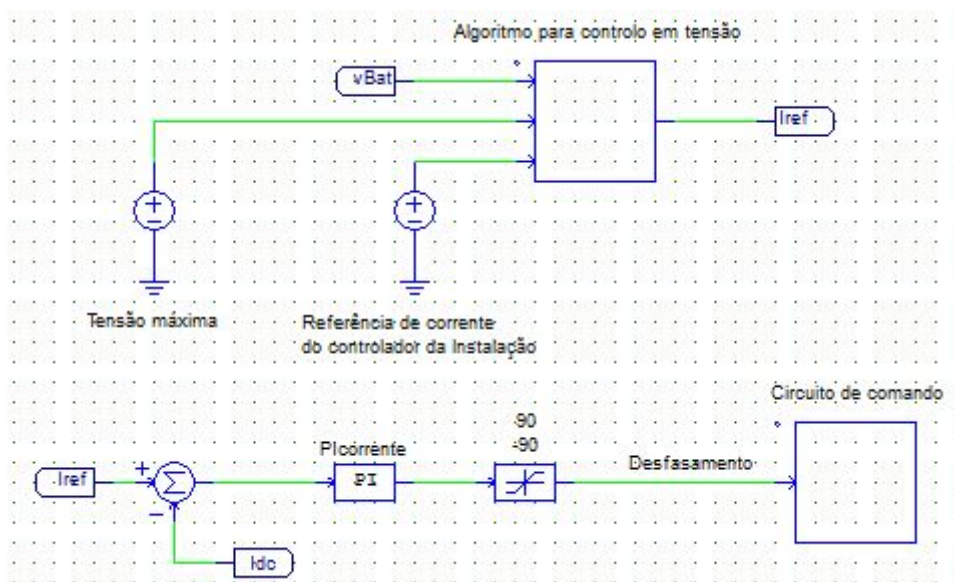 Algoritmo para controlo em tensão
vBat
Iref
Tensão máxima
Referência de corrente
do controlador da Instalação
Circuito de comando
90
-90
PIcorrente
Desfasamento
Iref
PI
Idc